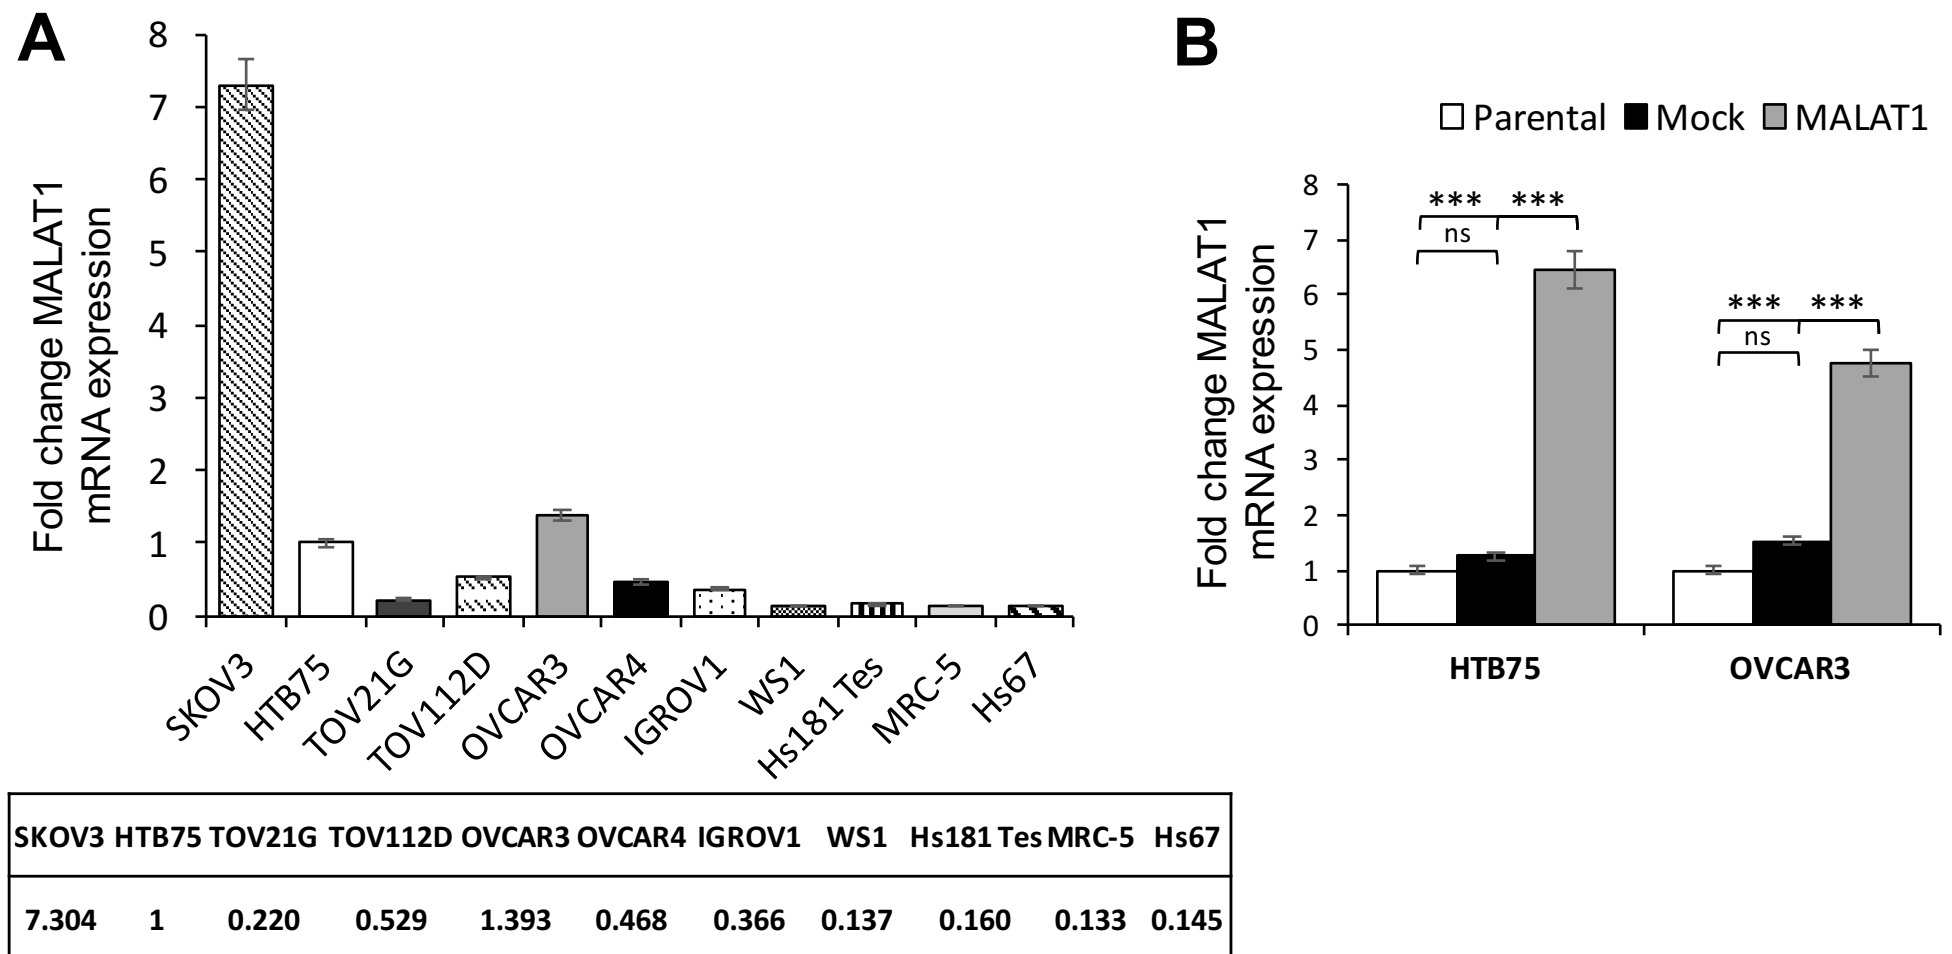 A
Fold change MALAT1
mRNA expression
8
7
6
5
4
3
2
1
0
SKOV3
HTB75
TOV21G
TOV112D
OVCAR3
OVCAR4
IGROV1
WS1
Hs181 Tes
MRC-5
Hs67
SKOV3 HTB75 TOV21G TOV112D OVCAR3 OVCAR4 IGROV1 WS1 Hs181 Tes MRC-5 Hs67
7.304 1 0.220 0.529 1.393 0.468 0.366 0.137 0.160 0.133 0.145
B
Parental Mock MALAT1
Fold change MALAT1
mRNA expression
8
7
6
5
4
3
2
1
0
*** ***
ns
*** ***
ns
HTB75 OVCAR3